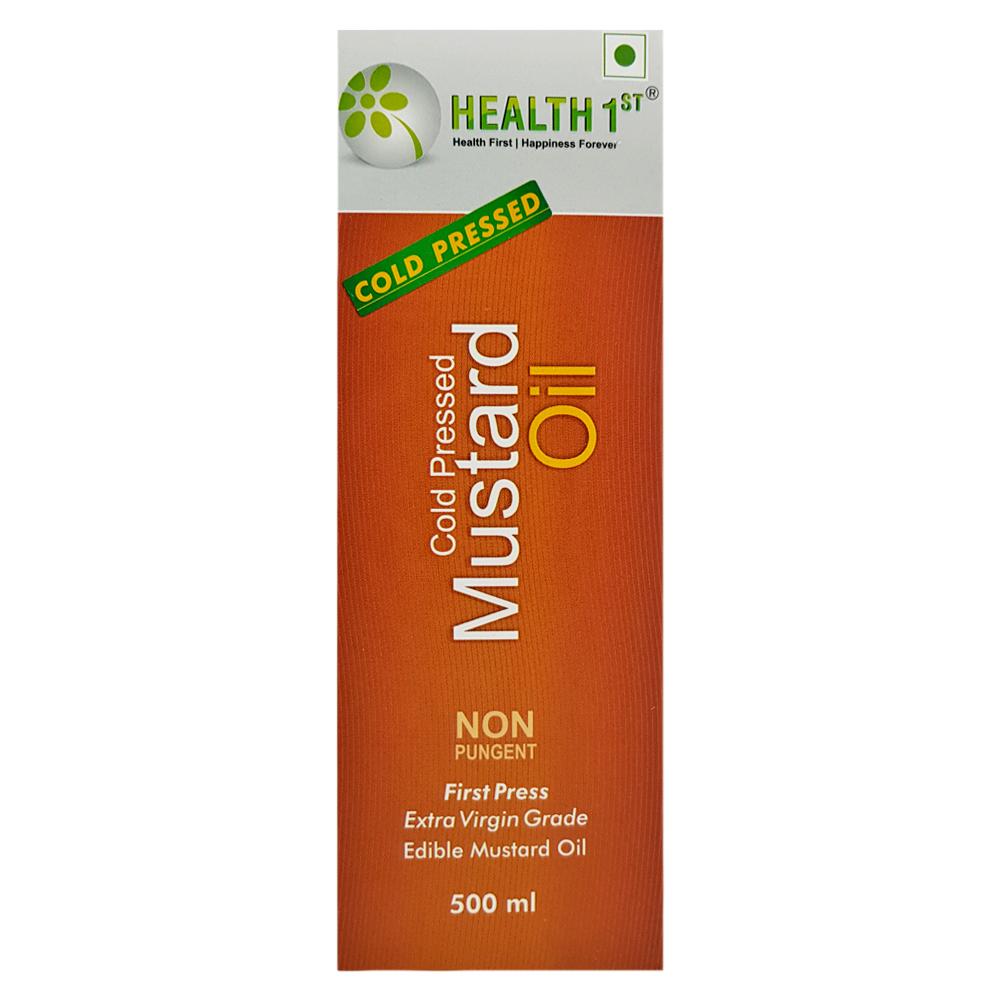 HEALTH 1ST®
Health First | Happiness Forever
COLD PRESSED
Cold Pressed
Mustard
Oil
NON
PUNGENT
First Press
Extra Virgin Grade
Edible Mustard Oil
500 ml